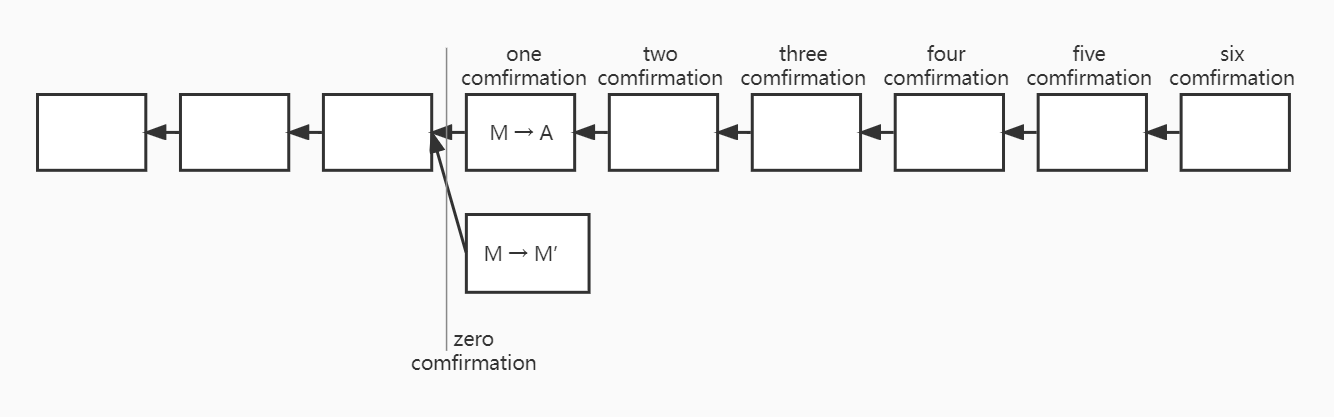 one
comfirmation
two
comfirmation
three
comfirmation
four
comfirmation
five
comfirmation
six
comfirmation
M → A
M → M′
zero
comfirmation